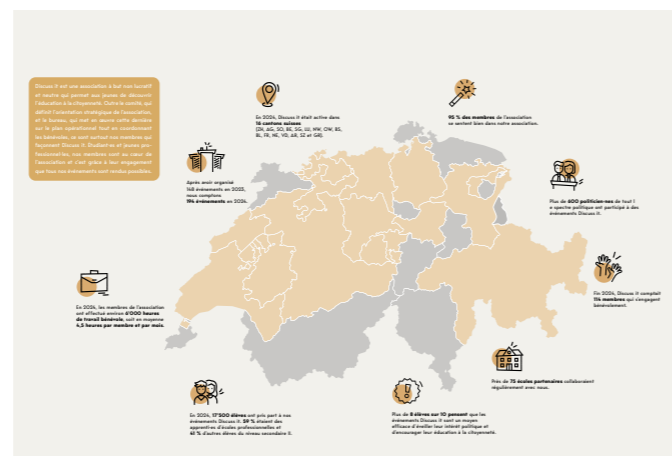 Discuss it est une association à but non lucratif
et neutre qui permet aux jeunes de découvrir
l'éducation à la citoyenneté. Outre le comité, qui
définit l'orientation stratégique de l'association,
et le bureau, qui met en œuvre cette dernière
sur le plan opérationnel tout en coordonnant
les bénévoles, ce sont surtout nos membres qui
façonnent Discuss it. Étudiant·es et jeunes pro-
fessionnel·les, nos membres sont au cœur de
l'association et c'est grâce à leur engagement
que tous nos événements sont rendus possibles.
En 2024, Discuss it était active dans
16 cantons suisses
(ZH, AG, SO, BE, SG, LU, NW, OW, BS,
BL, FR, NE, VD, AR, SZ et GR).
95 % des membres de l'association
se sentent bien dans notre association.
Après avoir organisé
148 événements en 2023,
nous comptons
194 événements en 2024.
Plus de 600 politicien·nes de tout l
e spectre politique ont participé à des
événements Discuss it.
Fin 2024, Discuss it comptait
114 membres qui s'engagent
bénévolement.
En 2024, les membres de l'association
ont effectué environ 6'000 heures
de travail bénévole, soit en moyenne
4,5 heures par membre et par mois.
Près de 75 écoles partenaires collaboraient
régulièrement avec nous.
En 2024, 17'500 élèves ont pris part à nos
événements Discuss it. 59 % étaient des
apprenti·es d'écoles professionnelles et
41 % d'autres élèves du niveau secondaire II.
Plus de 8 élèves sur 10 pensent que les
événements Discuss it sont un moyen
efficace d'éveiller leur intérêt politique et
d'encourager leur éducation à la citoyenneté.